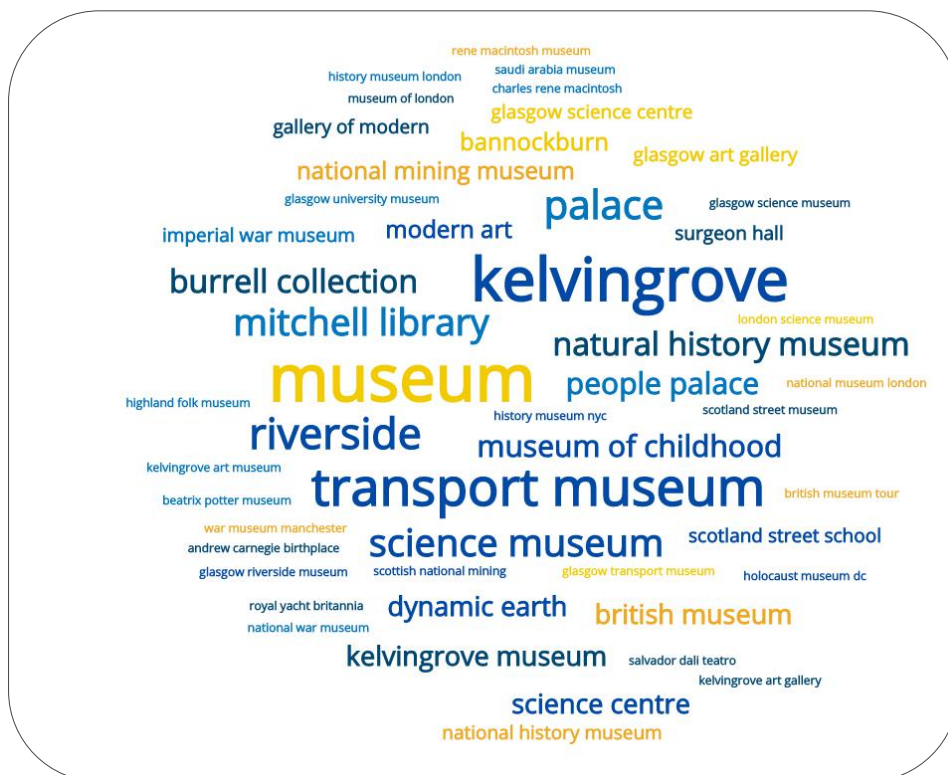 rene macintosh museum
saudi arabia museum
history museum london
charles rene macintosh
museum of london
glasgow science centre
gallery of modern
bannockburn
glasgow art gallery
national mining museum
glasgow university museum
palace
glasgow science museum
imperial war museum
modern art
surgeon hall
burrell collection
kelvingrove
mitchell library
london science museum
natural history museum
museum
people palace
national museum london
highland folk museum
history museum nyc
scotland street museum
riverside
museum of childhood
kelvingrove art museum
transport museum
beatrix potter museum
british museum tour
war museum manchester
andrew carnegie birthplace
science museum
scotland street school
glasgow riverside museum
scottish national mining
glasgow transport museum
holocaust museum dc
royal yacht britannia
dynamic earth
british museum
national war museum
kelvingrove museum
salvador dali teatro
kelvingrove art gallery
science centre
national history museum